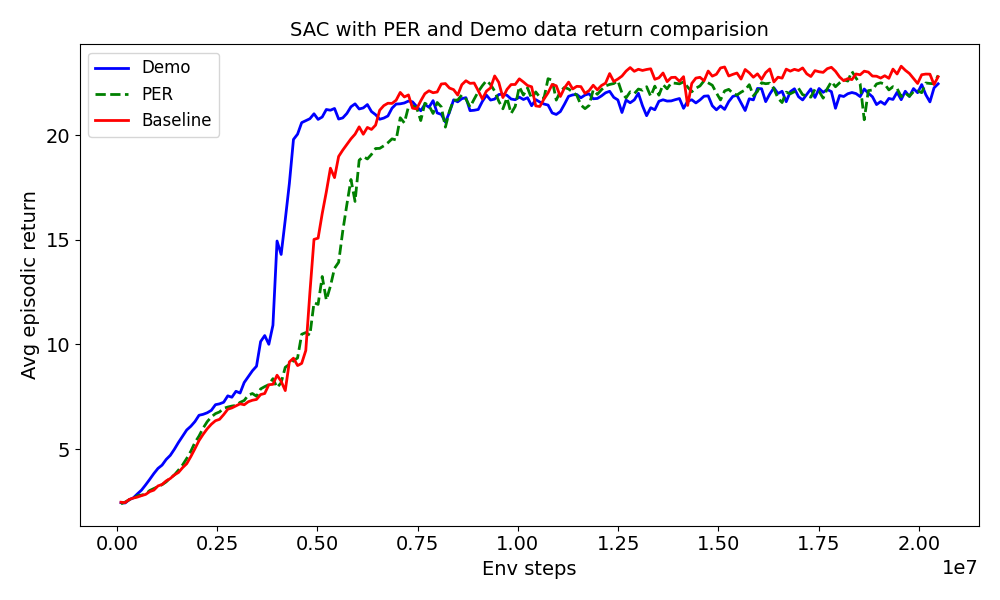 SAC with PER and Demo data return comparision
Demo
PER
Baseline
Avg episodic return
20
15
10
5
0.00 0.25 0.50 0.75 1.00 1.25 1.50 1.75 2.00
1e7
Env steps